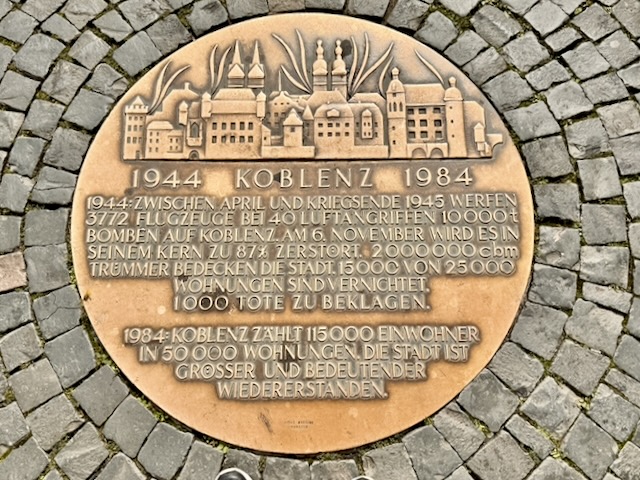 1944 KOBLENZ 1984
1944: ZWISCHEN APRIL UND KRIEGSENDE 1945 WERFEN
3772 FLUGZEUGE BEI 40 LUFTANGRIFFEN 10000t
BOMBEN AUF KOBLENZ. AM 6. NOVEMBER WIRD ES IN
SEINEM KERN ZU 87% ZERSTÖRT. 2000000 cbm
TRÜMMER BEDECKEN DIE STADT. 15000 VON 25000
WOHNUNGEN SIND VERNICHTET.
1000 TOTE ZU BEKLAGEN.
1984: KOBLENZ ZÄHLT 115000 EINWOHNER
IN 50000 WOHNUNGEN. DIE STADT IST
GRÖSSER UND BEDEUTENDER
WIEDERERSTANDEN.